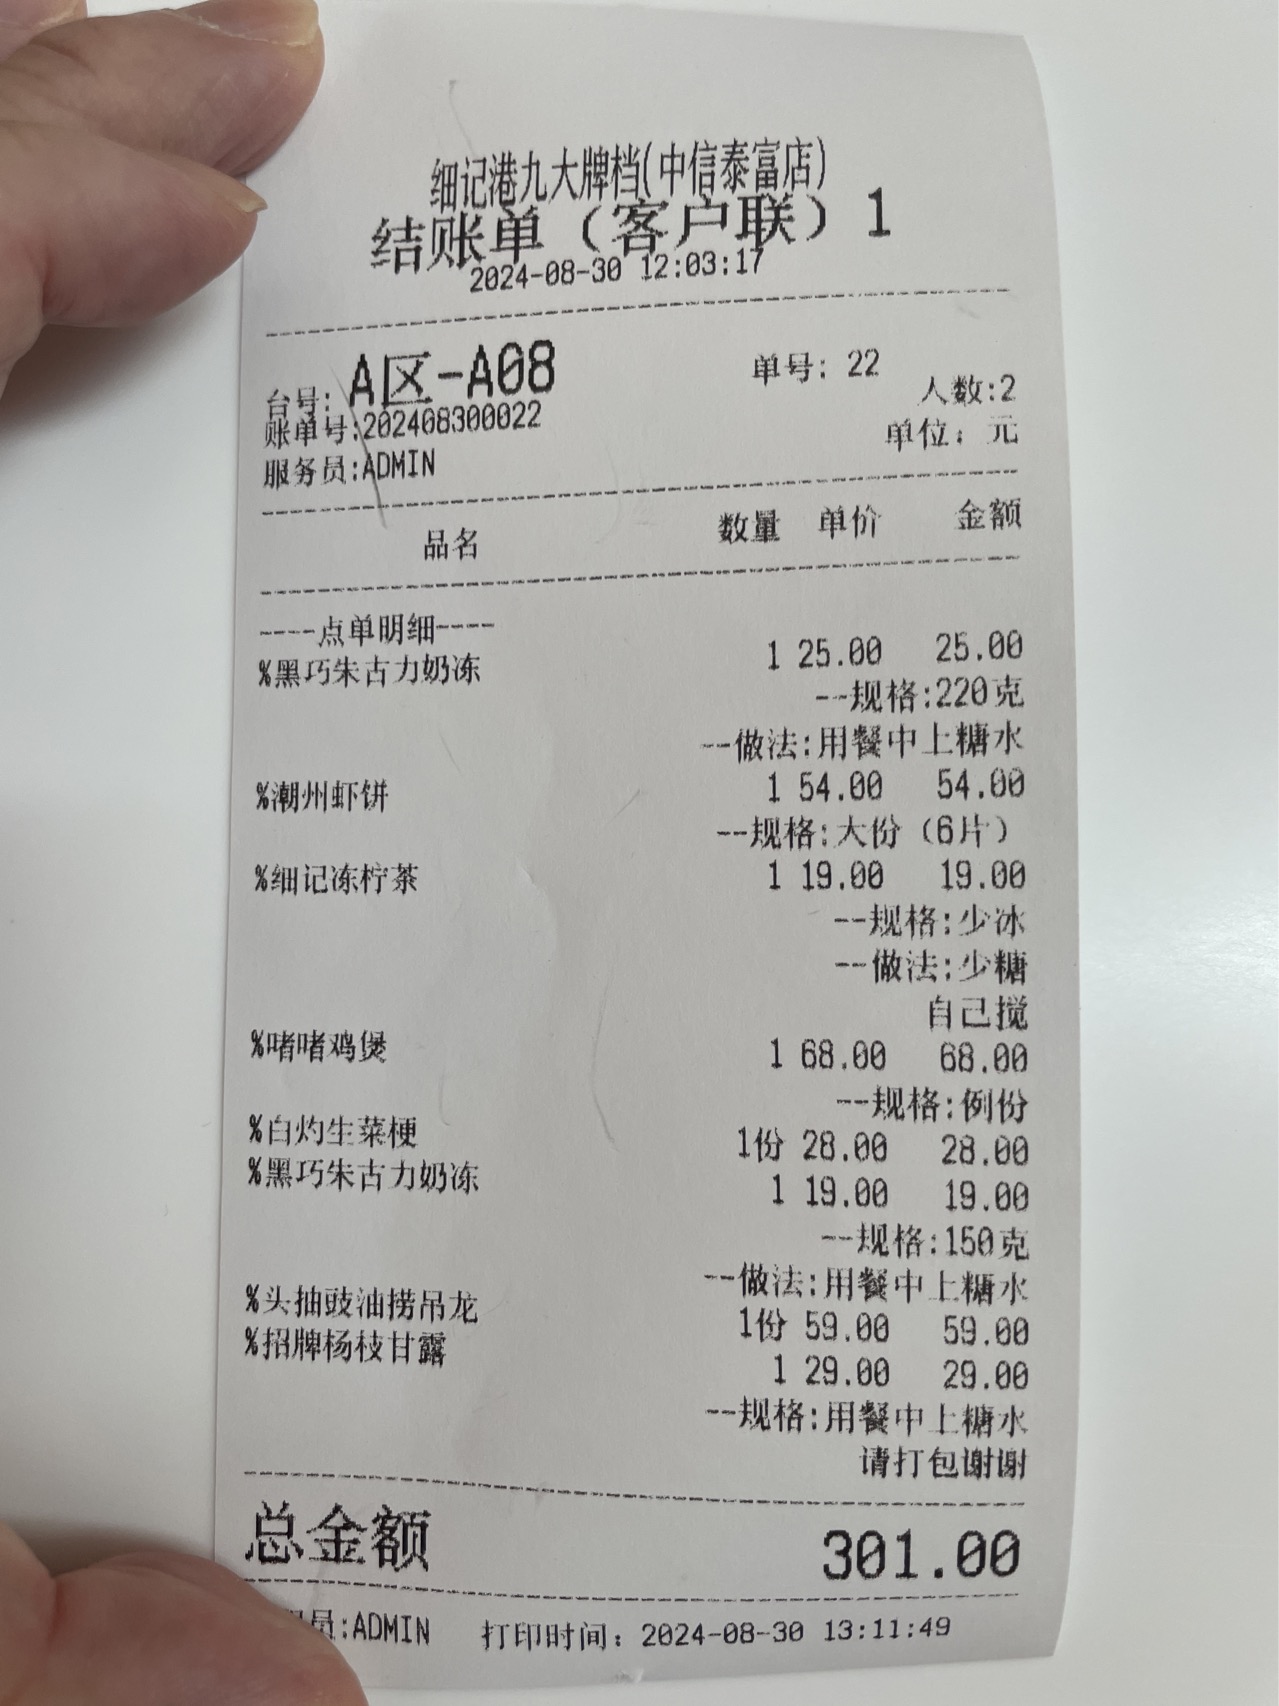 细记港九大牌档(中信泰富店)
结账单（客户联）1
2024-08-30 12:03:17
台号: A区-A08 单号: 22
账单号:202408300022 人数:2
服务员:ADMIN 单位: 元
品名 数量 单价 金额
----点单明细----
%黑巧朱古力奶冻 1 25.00 25.00
--规格:220克
--做法:用餐中上糖水
%潮州虾饼 1 54.00 54.00
--规格:大份（6片）
%细记冻柠茶 1 19.00 19.00
--规格:少冰
--做法:少糖
自己搅
%啫啫鸡煲 1 68.00 68.00
--规格:例份
%白灼生菜梗 1份 28.00 28.00
%黑巧朱古力奶冻 1 19.00 19.00
--规格:150克
--做法:用餐中上糖水
%头抽豉油捞吊龙 1份 59.00 59.00
%招牌杨枝甘露 1 29.00 29.00
--规格:用餐中上糖水
请打包谢谢
总金额 301.00
员:ADMIN 打印时间: 2024-08-30 13:11:49